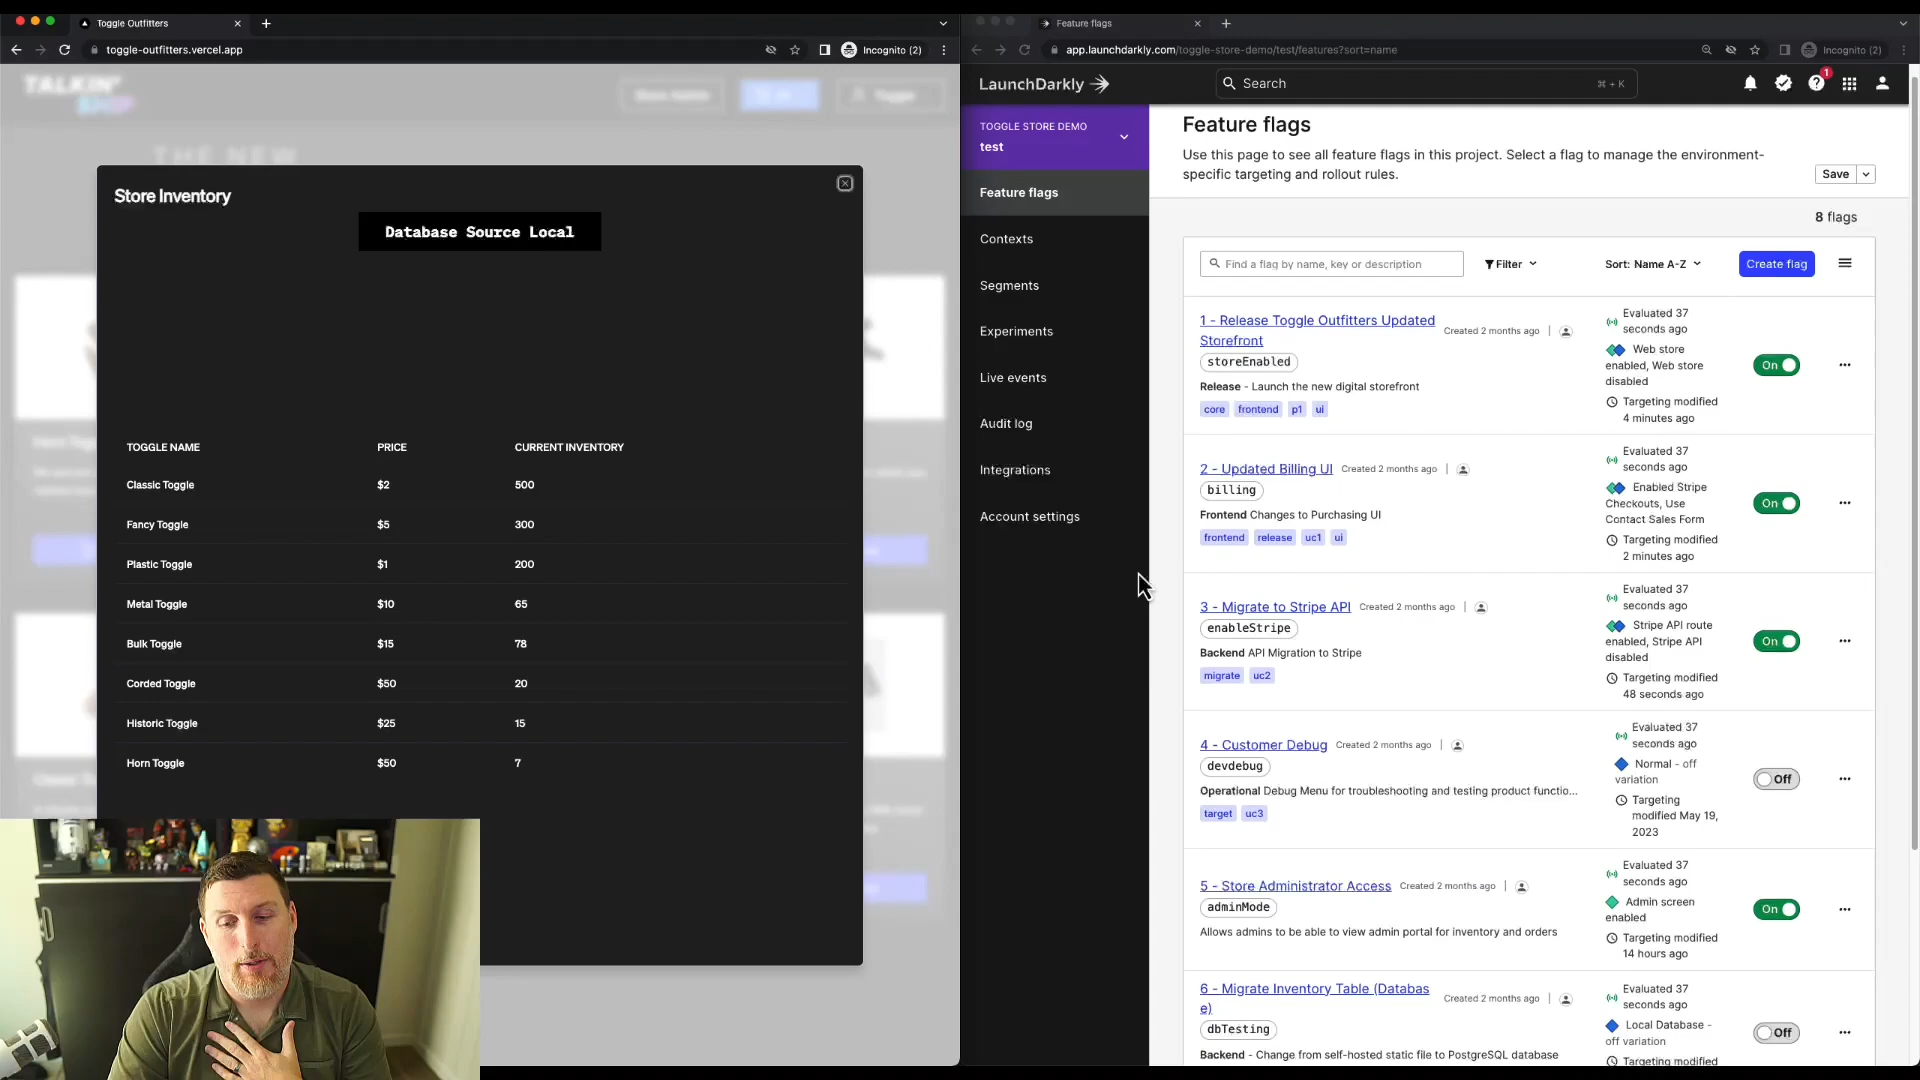 Toggle Outfitters
toggle-outfitters.vercel.app
Incognito (2)
TALKIN'
SHOP
THE NEW
Store Inventory
Database Source Local
TOGGLE NAME PRICE CURRENT INVENTORY
Classic Toggle $2 500
Fancy Toggle $5 300
Plastic Toggle $1 200
Metal Toggle $10 65
Bulk Toggle $15 78
Corded Toggle $50 20
Historic Toggle $25 15
Horn Toggle $50 7
Feature flags
app.launchdarkly.com/toggle-store-demo/test/features?sort=name
Incognito (2)
LaunchDarkly
Search
⌘ + K
1
TOGGLE STORE DEMO
test
Feature flags
Contexts
Segments
Experiments
Live events
Audit log
Integrations
Account settings
Feature flags
Use this page to see all feature flags in this project. Select a flag to manage the environment-
specific targeting and rollout rules.
Save
8 flags
Find a flag by name, key or description
Filter
Sort: Name A-Z
Create flag
1 - Release Toggle Outfitters Updated
Storefront
Created 2 months ago
storeEnabled
Release - Launch the new digital storefront
core frontend p1 ui
Evaluated 37
seconds ago
Web store
enabled, Web store
disabled
Targeting modified
4 minutes ago
On
2 - Updated Billing UI Created 2 months ago
billing
Frontend Changes to Purchasing UI
frontend release uc1 ui
Evaluated 37
seconds ago
Enabled Stripe
Checkouts, Use
Contact Sales Form
Targeting modified
2 minutes ago
On
3 - Migrate to Stripe API Created 2 months ago
enableStripe
Backend API Migration to Stripe
migrate uc2
Evaluated 37
seconds ago
Stripe API route
enabled, Stripe API
disabled
Targeting modified
48 seconds ago
On
4 - Customer Debug Created 2 months ago
devdebug
Operational Debug Menu for troubleshooting and testing product functio...
target uc3
Evaluated 37
seconds ago
Normal - off
variation
Targeting
modified May 19,
2023
Off
5 - Store Administrator Access Created 2 months ago
adminMode
Allows admins to be able to view admin portal for inventory and orders
Evaluated 37
seconds ago
Admin screen
enabled
Targeting modified
14 hours ago
On
6 - Migrate Inventory Table (Databas
e)
Created 2 months ago
dbTesting
Backend - Change from self-hosted static file to PostgreSQL database
Evaluated 37
seconds ago
Local Database -
off variation
Targeting modified
Off